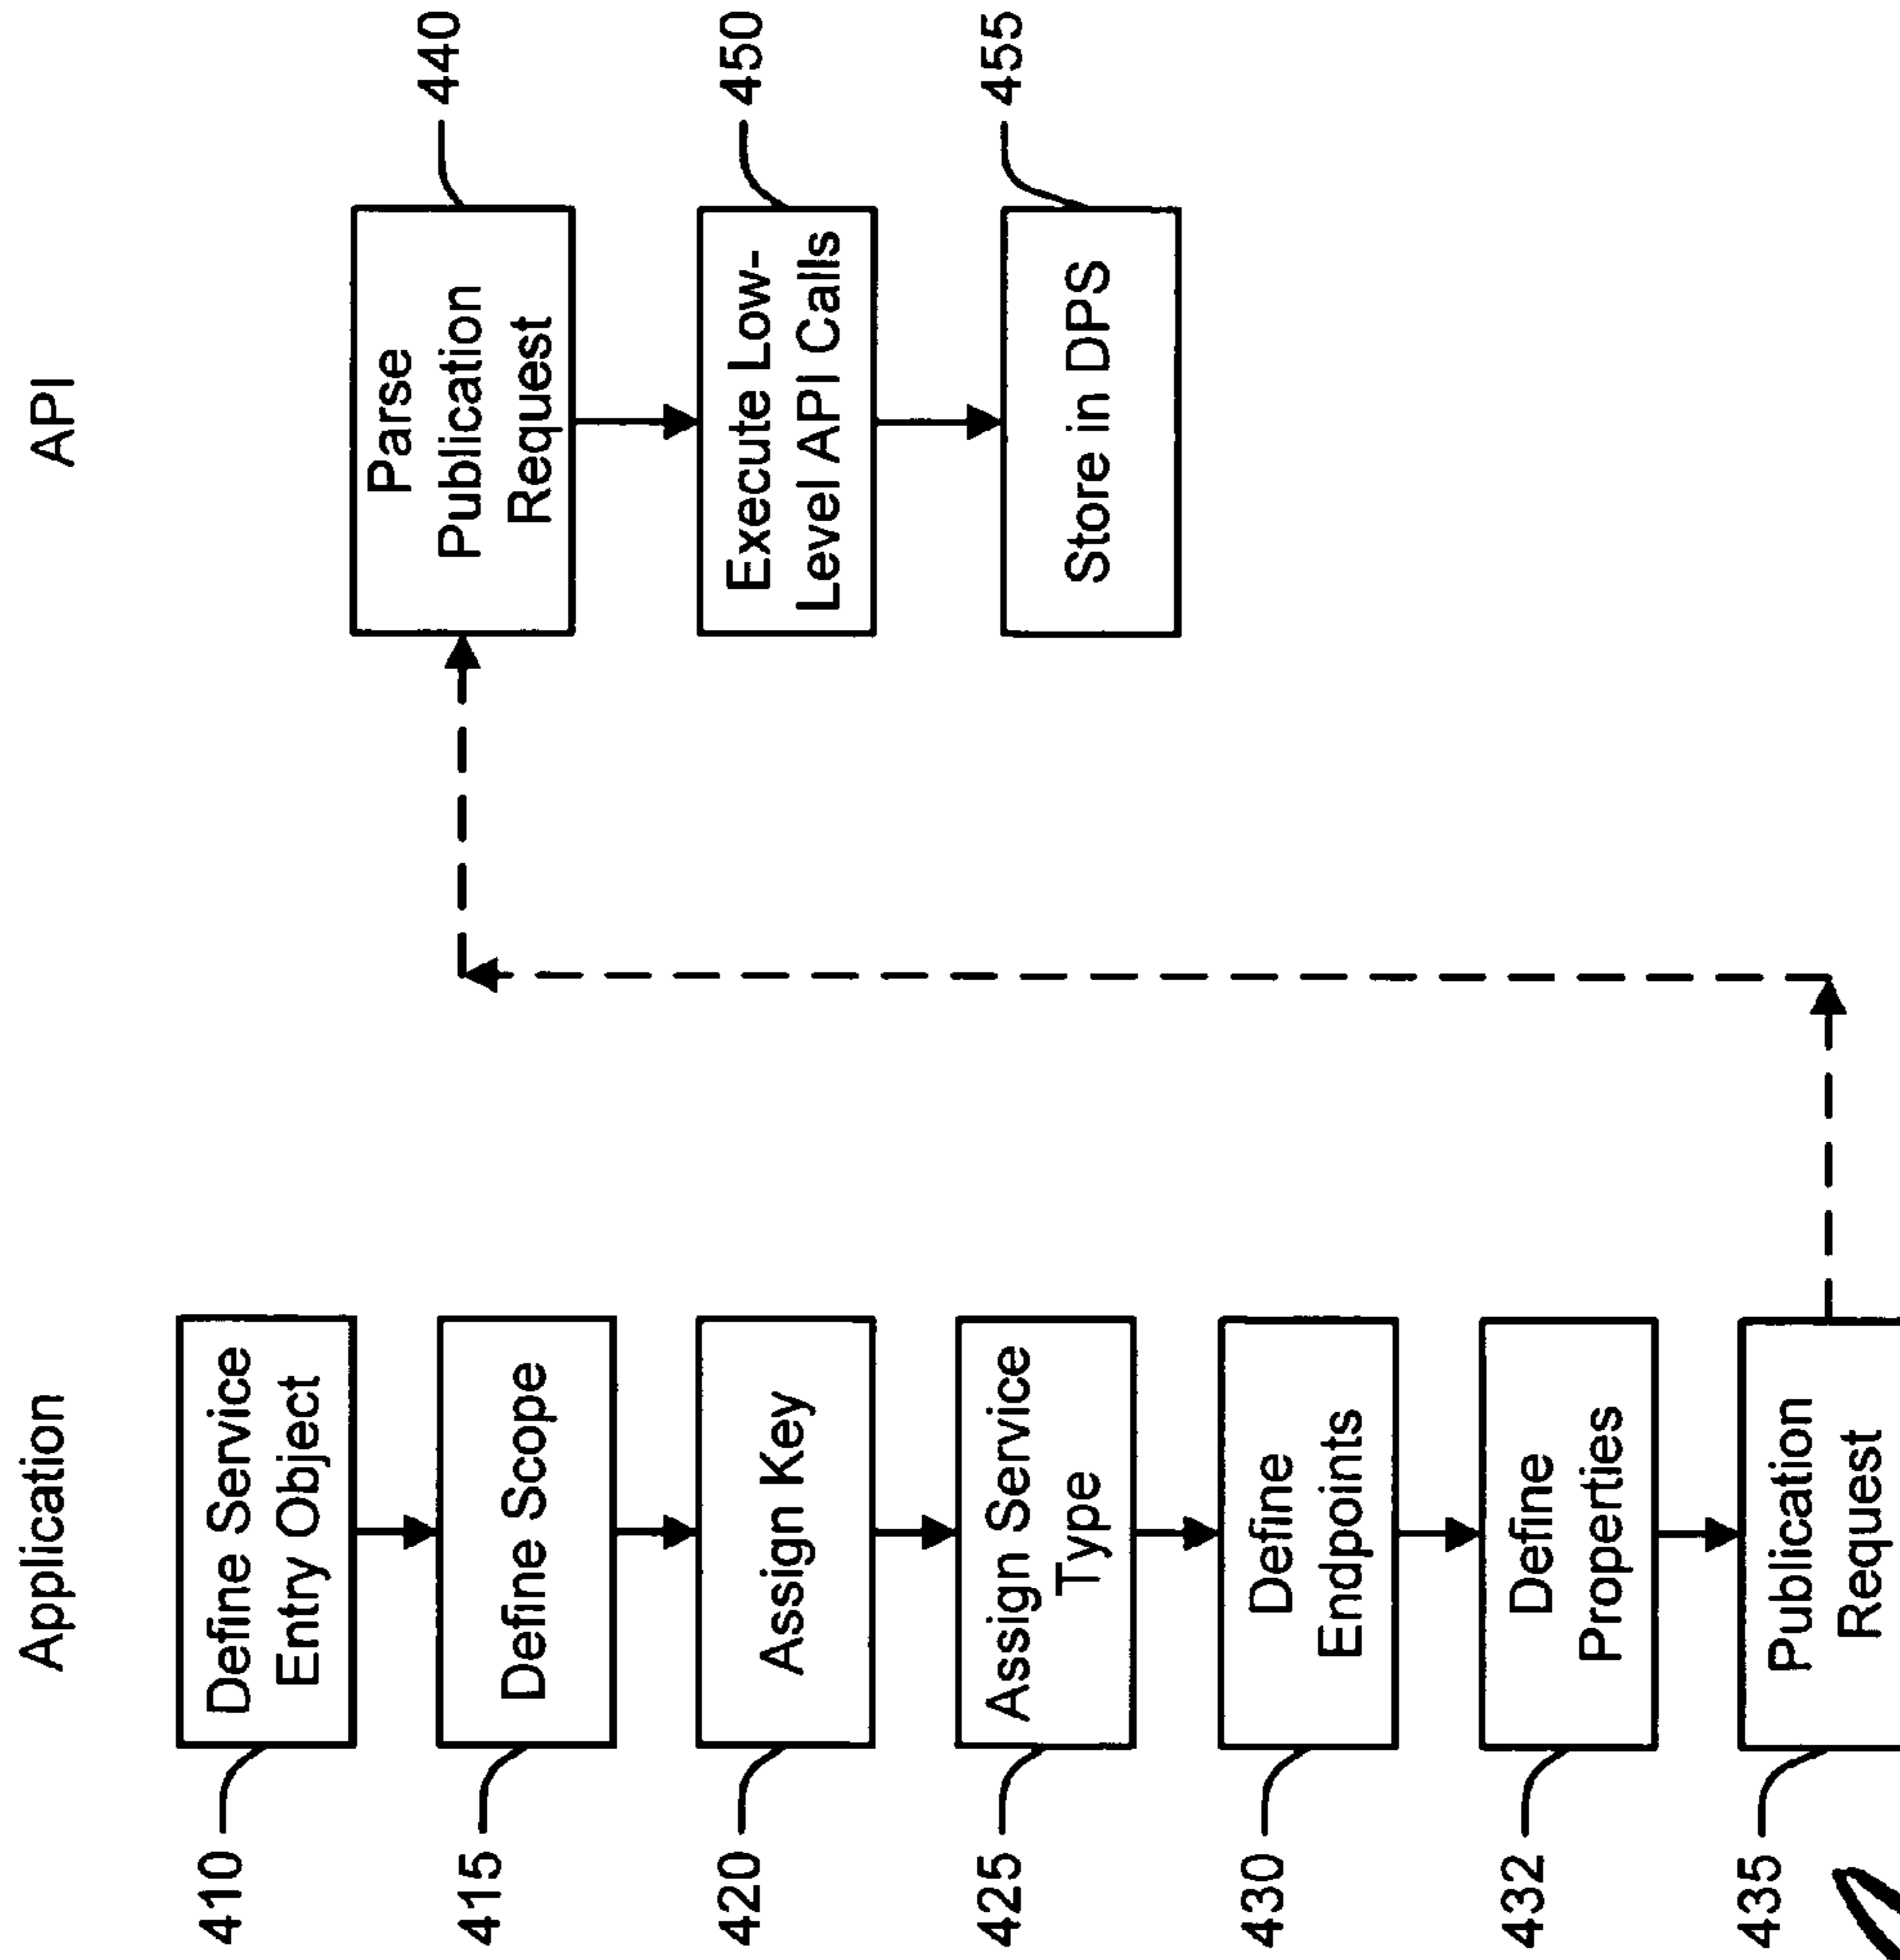 Application
410
Define Service
Entry Object
415
Define Scope
420
Assign Key
425
Assign Service
Type
430
Define
Endpoints
432
Define
Properties
435
Publication
Request
API
Parse
Publication
Request
440
Execute Low-
Level API Calls
450
Store in DPS
455